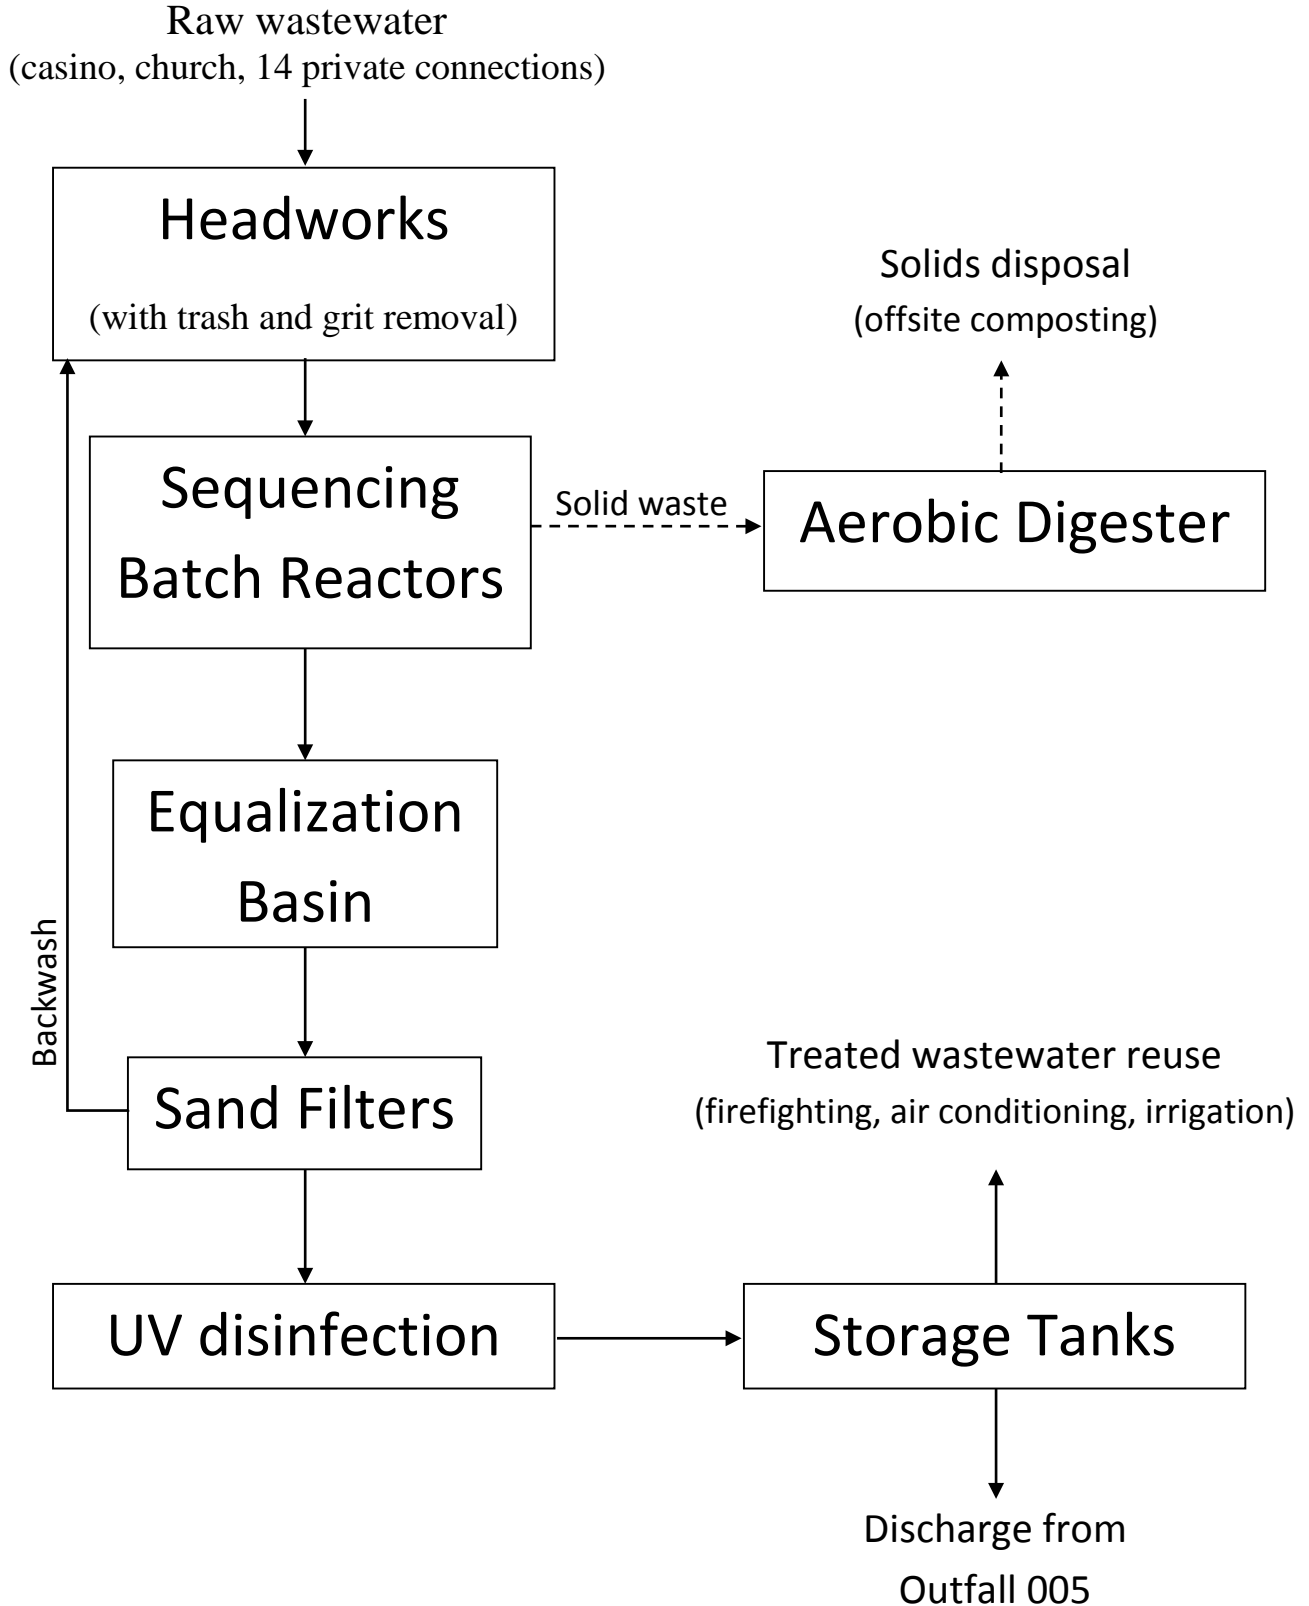 Raw wastewater
(casino, church, 14 private connections)
Headworks
(with trash and grit removal)
Solids disposal
(offsite composting)
Sequencing
Batch Reactors
Solid waste
Aerobic Digester
Equalization
Basin
Backwash
Sand Filters
Treated wastewater reuse
(firefighting, air conditioning, irrigation)
UV disinfection
Storage Tanks
Discharge from
Outfall 005